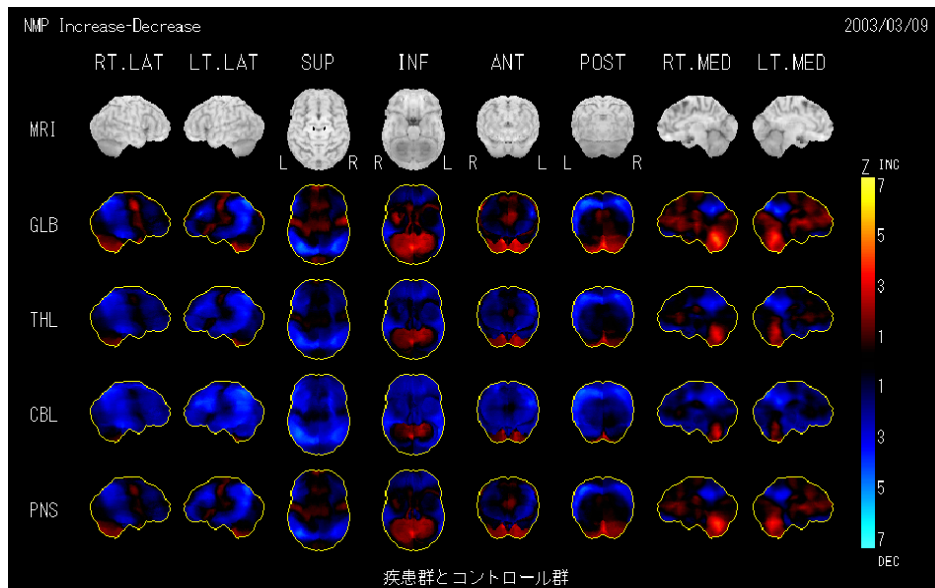 NMP Increase-Decrease 2003/03/09
RT.LAT LT.LAT SUP INF ANT POST RT.MED LT.MED
MRI
L R R L R L L R
Z INC
7
GLB
5
3
THL
1
1
CBL
3
5
PNS
7
DEC
疾患群とコントロール群